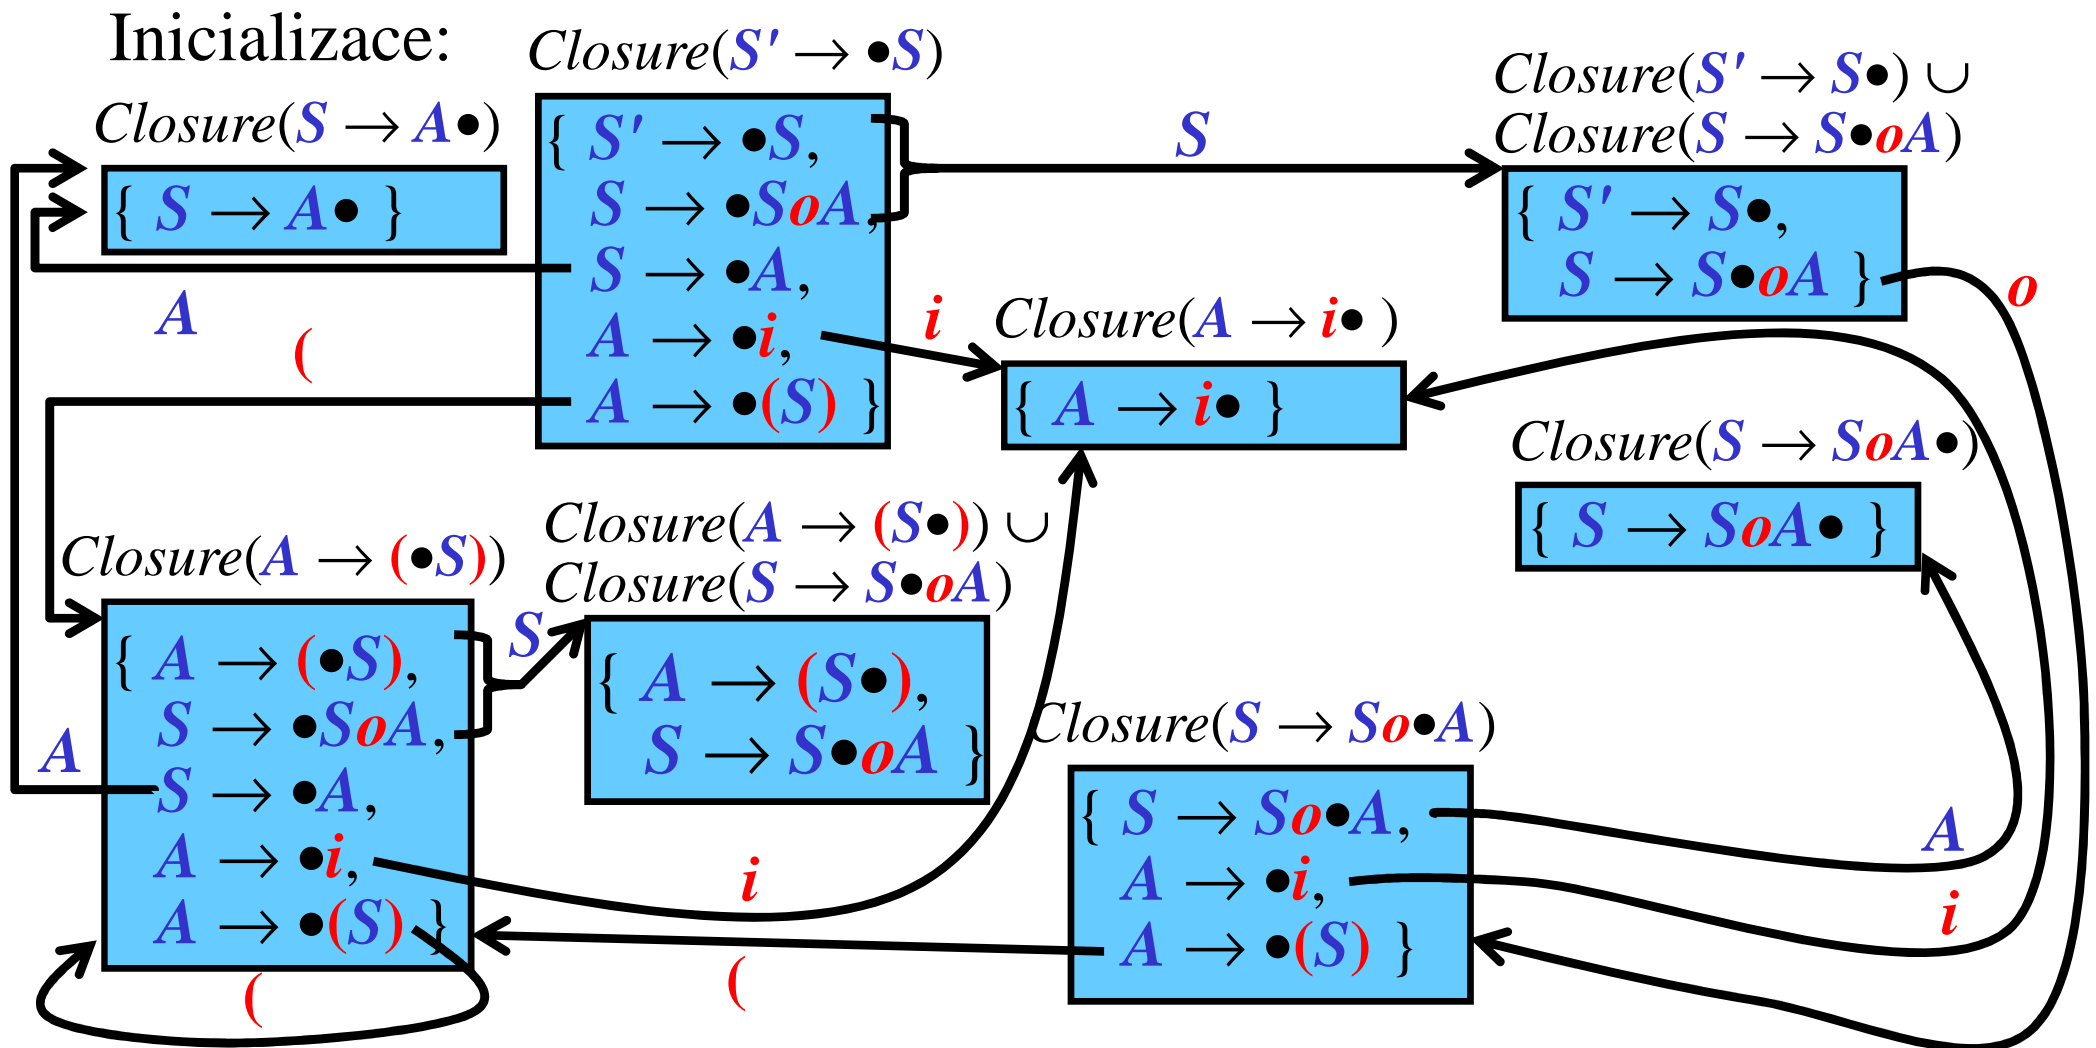 Inicializace:
Closure(S → A●)
{ S → A● }
Closure(S' → ●S)
{ S' → ●S,
S → ●SoA,
S → ●A,
A → ●i,
A → ●(S) }
S
Closure(S' → S●) ∪
Closure(S → S●oA)
{ S' → S●,
S → S●oA }
o
A
(
i
Closure(A → i● )
{ A → i● }
Closure(S → SoA●)
{ S → SoA● }
Closure(A → (●S))
{ A → (●S),
S → ●SoA,
S → ●A,
A → ●i,
A → ●(S) }
A
S
Closure(A → (S●)) ∪
Closure(S → S●oA)
{ A → (S●),
S → S●oA }
i
Closure(S → So●A)
{ S → So●A,
A → ●i,
A → ●(S) }
A
i
(
(